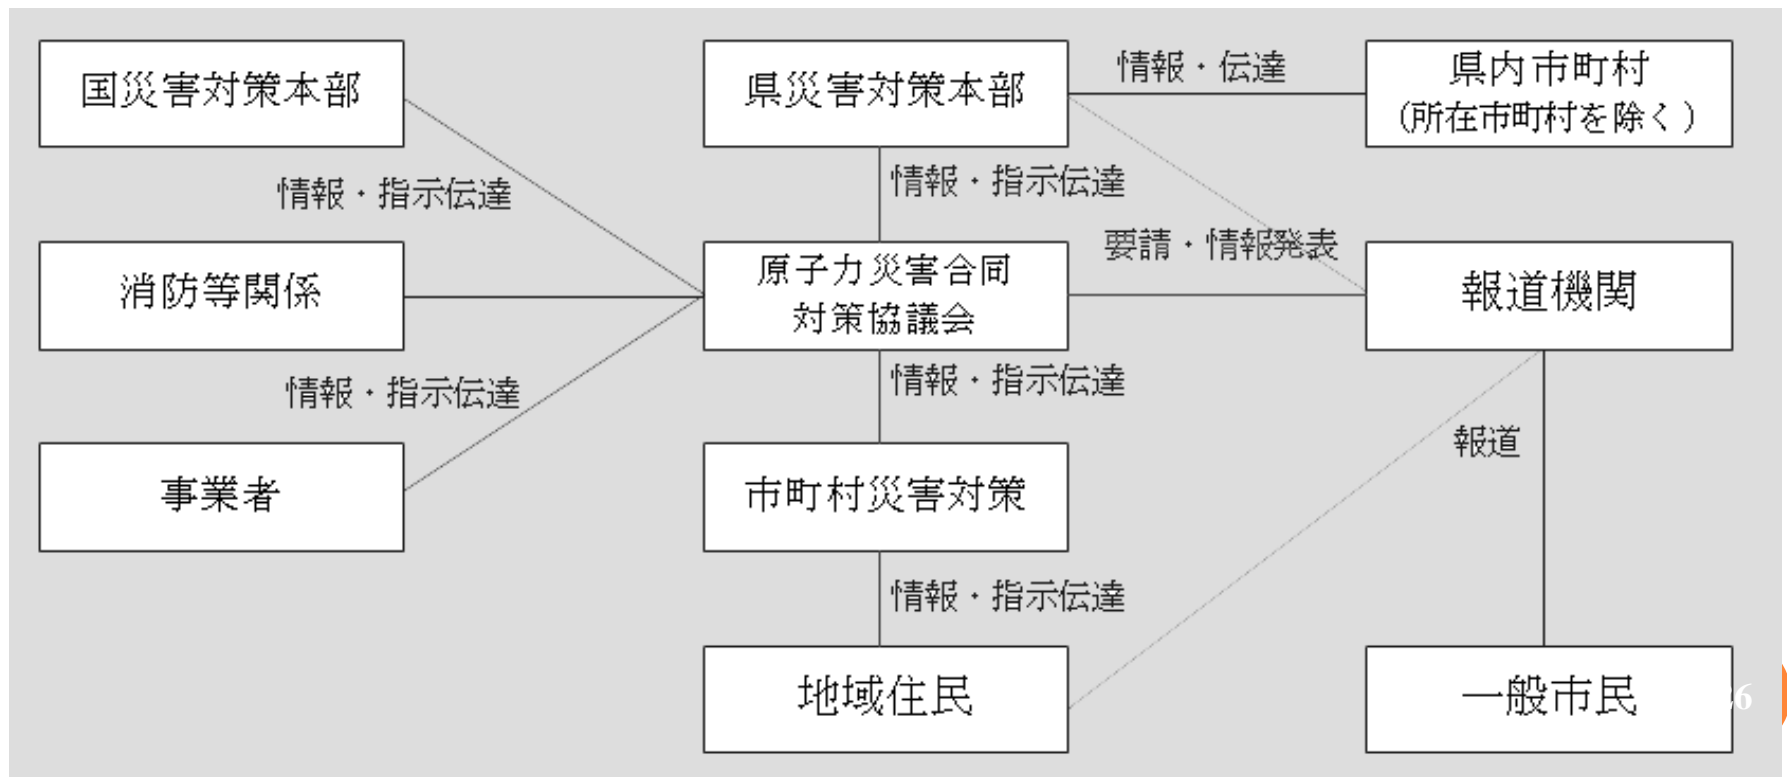 国災害対策本部
県災害対策本部
情報・伝達
県内市町村
(所在市町村を除く)
情報・指示伝達
情報・指示伝達
消防等関係
原子力災害合同
対策協議会
要請・情報発表
報道機関
情報・指示伝達
情報・指示伝達
報道
事業者
市町村災害対策
情報・指示伝達
地域住民
一般市民